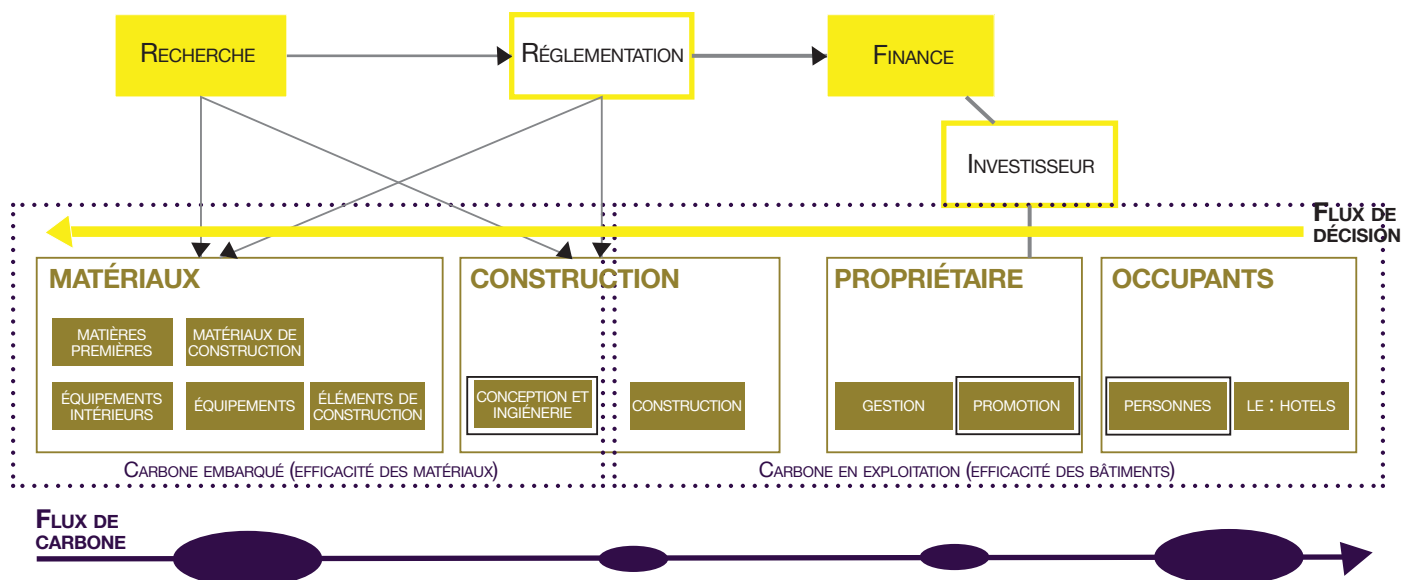 RECHERCHE
RÉGLEMENTATION
FINANCE
INVESTISSEUR
FLUX DE
DÉCISION
MATÉRIAUX
CONSTRUCTION
PROPRIÉTAIRE
OCCUPANTS
MATIÈRES
PREMIÈRES
MATÉRIAUX DE
CONSTRUCTION
ÉQUIPEMENTS
INTÉRIEURS
ÉQUIPEMENTS
ÉLÉMENTS DE
CONSTRUCTION
CONCEPTION ET
INGIÉNERIE
CONSTRUCTION
GESTION
PROMOTION
PERSONNES
LE : HOTELS
CARBONE EMBARQUÉ (EFFICACITÉ DES MATÉRIAUX)
CARBONE EN EXPLOITATION (EFFICACITÉ DES BÂTIMENTS)
FLUX DE
CARBONE